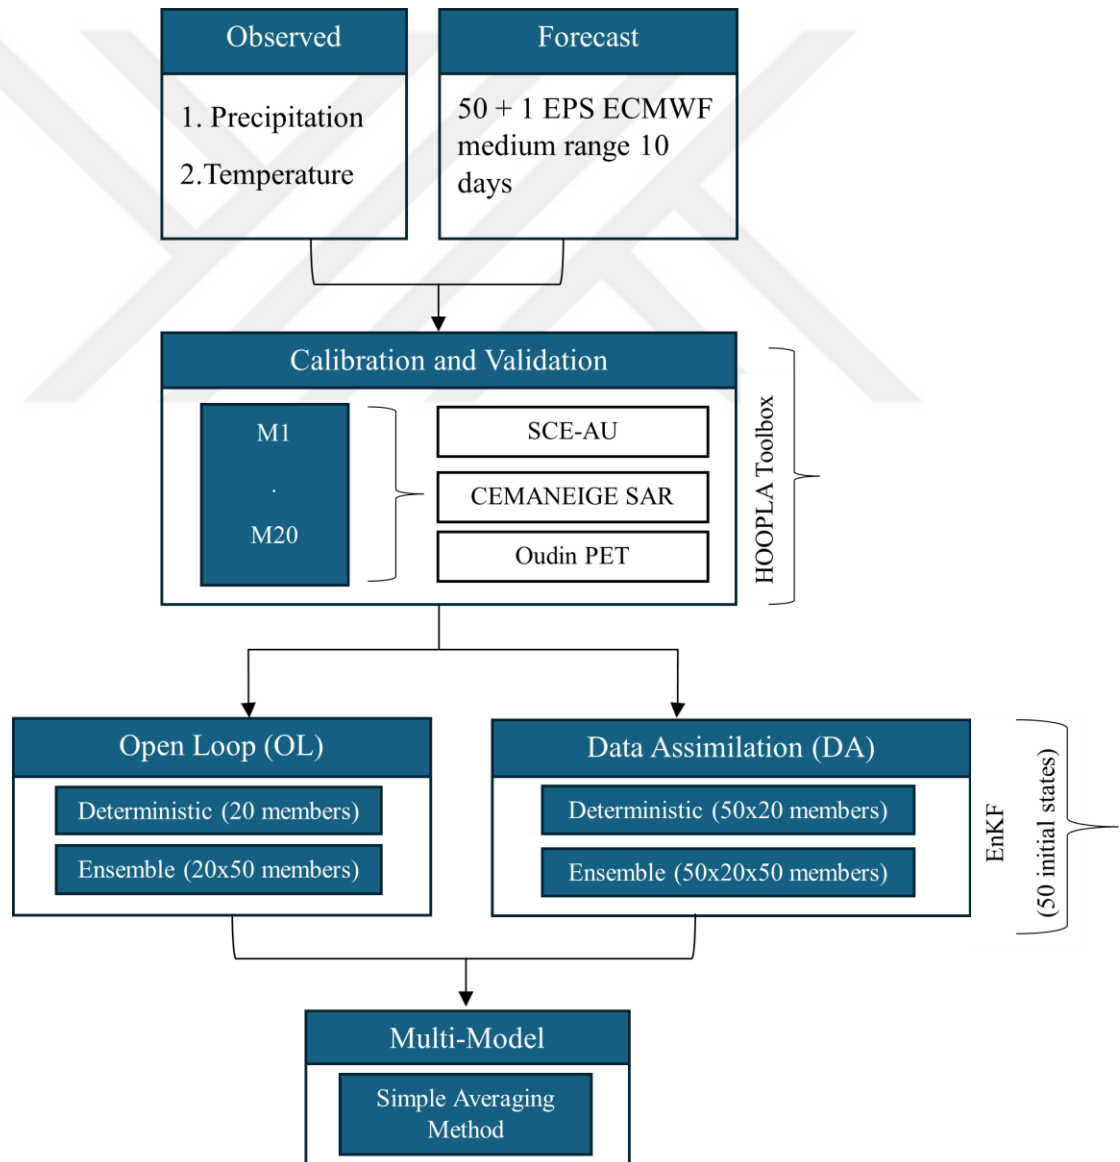 Observed
1. Precipitation
2.Temperature
Forecast
50 + 1 EPS ECMWF
medium range 10
days
Calibration and Validation
M1
.
M20
SCE-AU
CEMANEIGE SAR
Oudin PET
HOOPLA Toolbox
Open Loop (OL)
Deterministic (20 members)
Ensemble (20x50 members)
Data Assimilation (DA)
Deterministic (50x20 members)
Ensemble (50x20x50 members)
EnKF
(50 initial states)
Multi-Model
Simple Averaging
Method